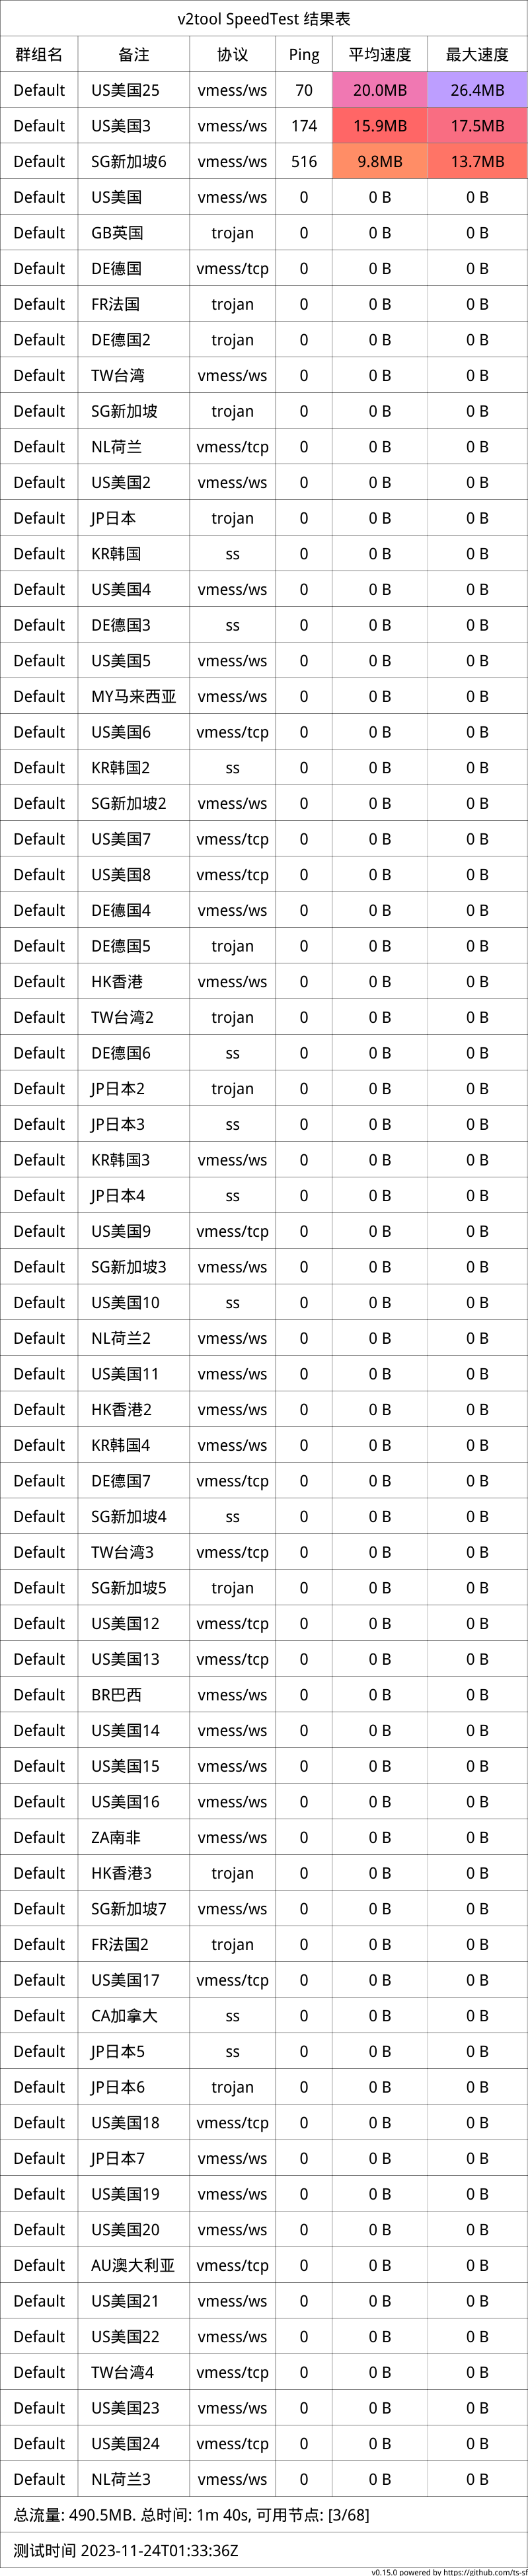 v2tool SpeedTest 结果表
群组名 备注 协议 Ping 平均速度 最大速度
Default US美国25 vmess/ws 70 20.0MB 26.4MB
Default US美国3 vmess/ws 174 15.9MB 17.5MB
Default SG新加坡6 vmess/ws 516 9.8MB 13.7MB
Default US美国 vmess/ws 0 0 B 0 B
Default GB英国 trojan 0 0 B 0 B
Default DE德国 vmess/tcp 0 0 B 0 B
Default FR法国 trojan 0 0 B 0 B
Default DE德国2 trojan 0 0 B 0 B
Default TW台湾 vmess/ws 0 0 B 0 B
Default SG新加坡 trojan 0 0 B 0 B
Default NL荷兰 vmess/tcp 0 0 B 0 B
Default US美国2 vmess/ws 0 0 B 0 B
Default JP日本 trojan 0 0 B 0 B
Default KR韩国 ss 0 0 B 0 B
Default US美国4 vmess/ws 0 0 B 0 B
Default DE德国3 ss 0 0 B 0 B
Default US美国5 vmess/ws 0 0 B 0 B
Default MY马来西亚 vmess/ws 0 0 B 0 B
Default US美国6 vmess/tcp 0 0 B 0 B
Default KR韩国2 ss 0 0 B 0 B
Default SG新加坡2 vmess/ws 0 0 B 0 B
Default US美国7 vmess/tcp 0 0 B 0 B
Default US美国8 vmess/tcp 0 0 B 0 B
Default DE德国4 vmess/ws 0 0 B 0 B
Default DE德国5 trojan 0 0 B 0 B
Default HK香港 vmess/ws 0 0 B 0 B
Default TW台湾2 trojan 0 0 B 0 B
Default DE德国6 ss 0 0 B 0 B
Default JP日本2 trojan 0 0 B 0 B
Default JP日本3 ss 0 0 B 0 B
Default KR韩国3 vmess/ws 0 0 B 0 B
Default JP日本4 ss 0 0 B 0 B
Default US美国9 vmess/tcp 0 0 B 0 B
Default SG新加坡3 vmess/ws 0 0 B 0 B
Default US美国10 ss 0 0 B 0 B
Default NL荷兰2 vmess/ws 0 0 B 0 B
Default US美国11 vmess/ws 0 0 B 0 B
Default HK香港2 vmess/ws 0 0 B 0 B
Default KR韩国4 vmess/ws 0 0 B 0 B
Default DE德国7 vmess/tcp 0 0 B 0 B
Default SG新加坡4 ss 0 0 B 0 B
Default TW台湾3 vmess/tcp 0 0 B 0 B
Default SG新加坡5 trojan 0 0 B 0 B
Default US美国12 vmess/tcp 0 0 B 0 B
Default US美国13 vmess/tcp 0 0 B 0 B
Default BR巴西 vmess/ws 0 0 B 0 B
Default US美国14 vmess/ws 0 0 B 0 B
Default US美国15 vmess/ws 0 0 B 0 B
Default US美国16 vmess/ws 0 0 B 0 B
Default ZA南非 vmess/ws 0 0 B 0 B
Default HK香港3 trojan 0 0 B 0 B
Default SG新加坡7 vmess/ws 0 0 B 0 B
Default FR法国2 trojan 0 0 B 0 B
Default US美国17 vmess/tcp 0 0 B 0 B
Default CA加拿大 ss 0 0 B 0 B
Default JP日本5 ss 0 0 B 0 B
Default JP日本6 trojan 0 0 B 0 B
Default US美国18 vmess/tcp 0 0 B 0 B
Default JP日本7 vmess/ws 0 0 B 0 B
Default US美国19 vmess/ws 0 0 B 0 B
Default US美国20 vmess/ws 0 0 B 0 B
Default AU澳大利亚 vmess/tcp 0 0 B 0 B
Default US美国21 vmess/ws 0 0 B 0 B
Default US美国22 vmess/ws 0 0 B 0 B
Default TW台湾4 vmess/tcp 0 0 B 0 B
Default US美国23 vmess/ws 0 0 B 0 B
Default US美国24 vmess/tcp 0 0 B 0 B
Default NL荷兰3 vmess/ws 0 0 B 0 B
总流量: 490.5MB. 总时间: 1m 40s, 可用节点: [3/68]
测试时间 2023-11-24T01:33:36Z
v0.15.0 powered by https://github.com/ts-sf